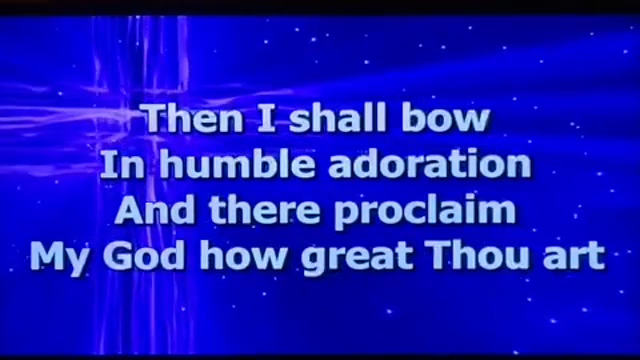 Then I shall bow
In humble adoration
And there proclaim
My God how great Thou art